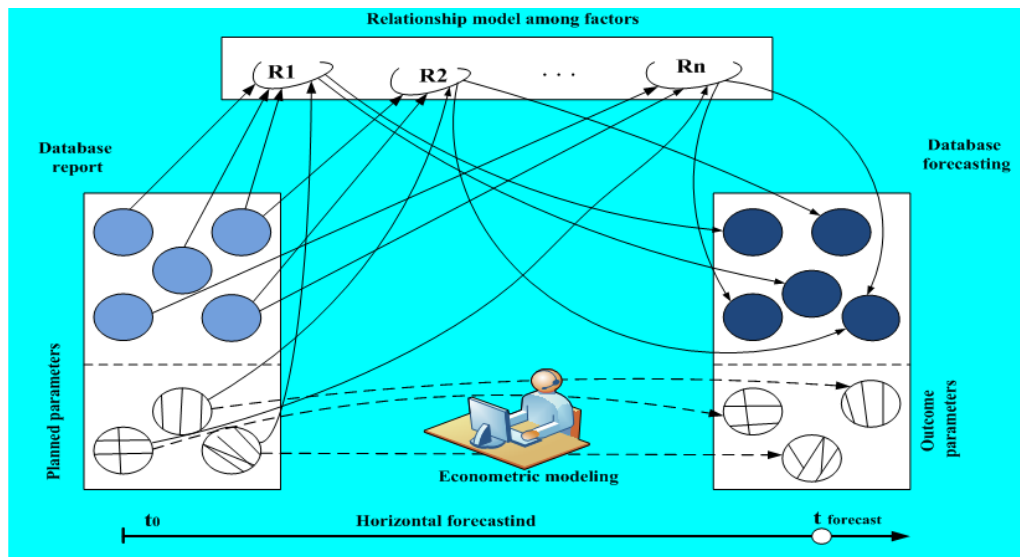 Relationship model among factors
R1 R2 . . . Rn
Database
report
Database
forecasting
Planned parameters
Outcome
parameters
Econometric modeling
t0 Horizontal forecastind t forecast